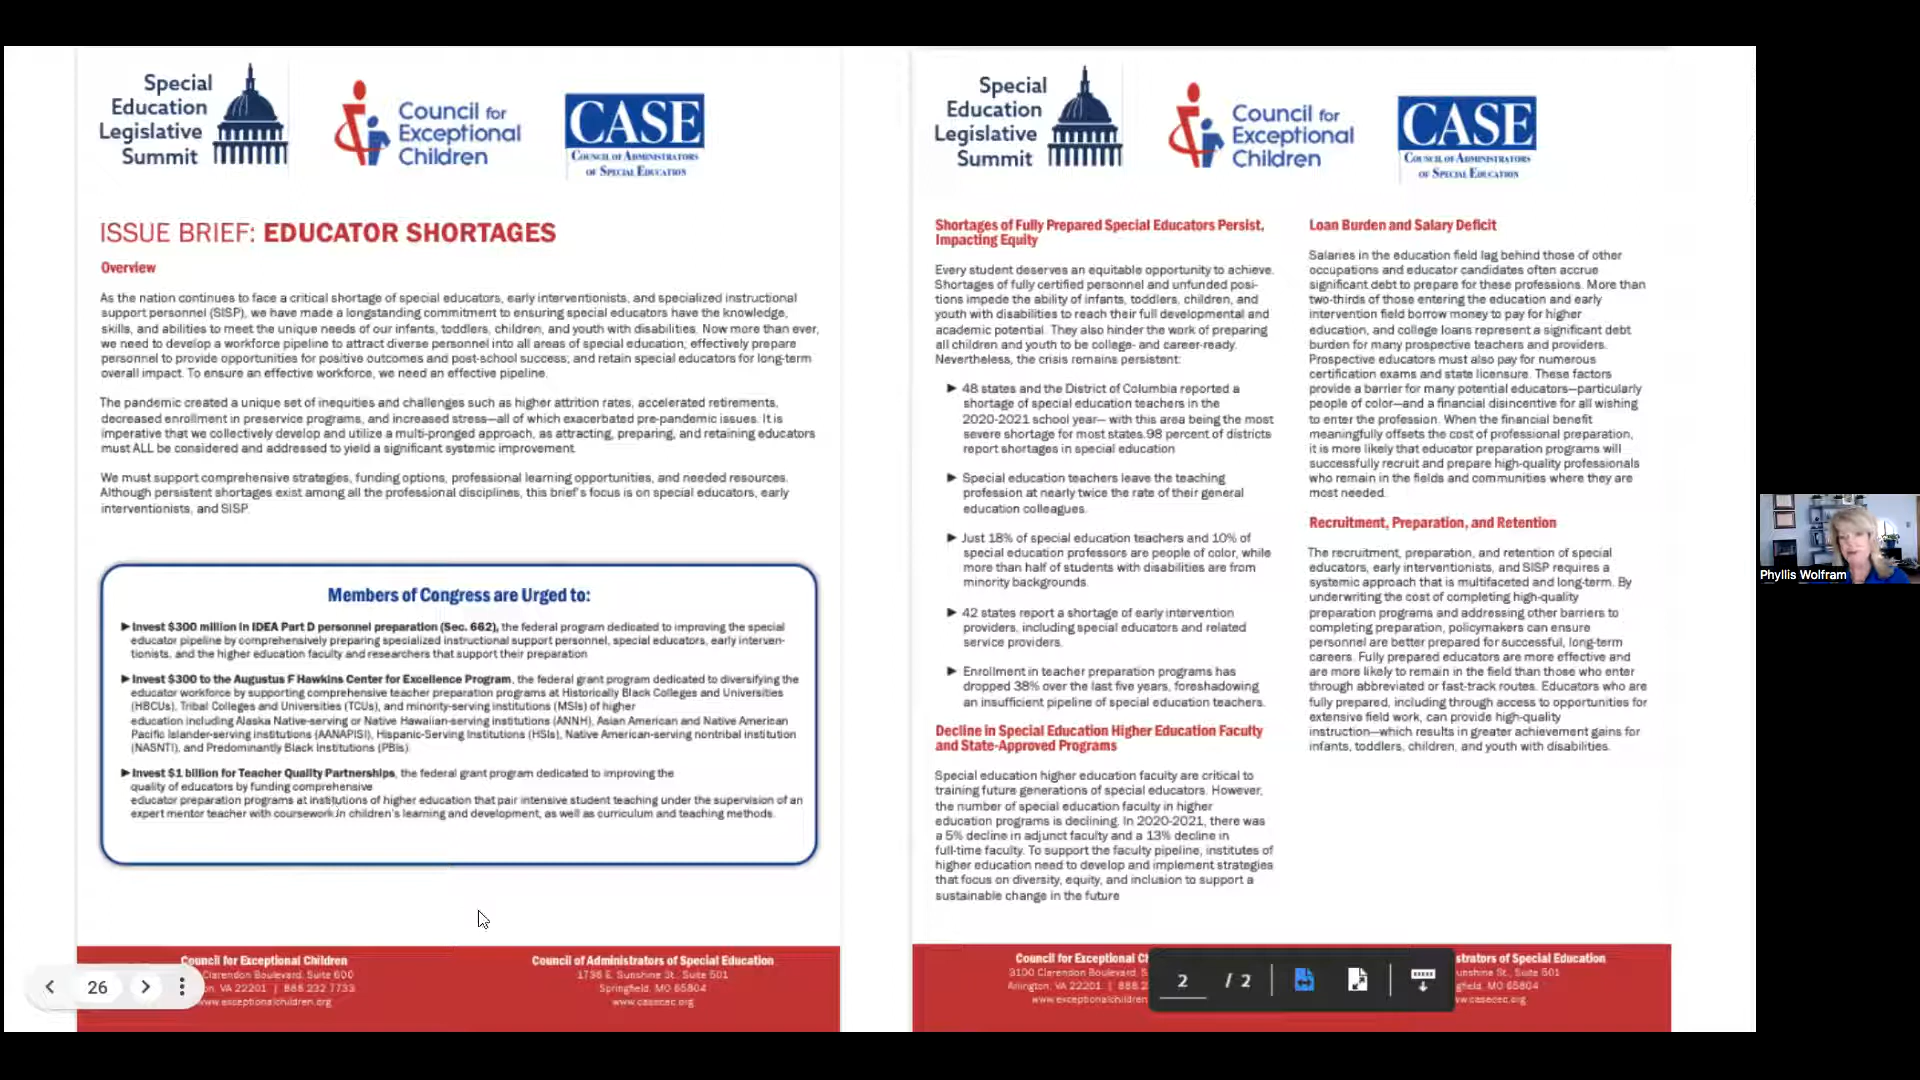 Special
Education
Legislative
Summit
Council for
Exceptional
Children
CASE
COUNCIL OF ADMINISTRATORS
OF SPECIAL EDUCATION
ISSUE BRIEF: EDUCATOR SHORTAGES
Overview
As the nation continues to face a critical shortage of special educators, early interventionists, and specialized instructional
support personnel (SISP), we have made a longstanding commitment to ensuring special educators have the knowledge,
skills, and abilities to meet the unique needs of our infants, toddlers, children, and youth with disabilities. Now more than ever,
we need to develop a workforce pipeline to attract diverse personnel into all areas of special education; effectively prepare
personnel to provide opportunities for positive outcomes and post-school success; and retain special educators for long-term
overall impact. To ensure an effective workforce, we need an effective pipeline.
The pandemic created a unique set of inequities and challenges such as higher attrition rates, accelerated retirements,
decreased enrollment in preservice programs, and increased stress—all of which exacerbated pre-pandemic issues. It is
imperative that we collectively develop and utilize a multi-pronged approach, as attracting, preparing, and retaining educators
must ALL be considered and addressed to yield a significant systemic improvement.
We must support comprehensive strategies, funding options, professional learning opportunities, and needed resources.
Although persistent shortages exist among all the professional disciplines, this brief's focus is on special educators, early
interventionists, and SISP.
Members of Congress are Urged to:
► Invest $300 million in IDEA Part D personnel preparation (Sec. 662), the federal program dedicated to improving the special
educator pipeline by comprehensively preparing specialized instructional support personnel, special educators, early interven-
tionists, and the higher education faculty and researchers that support their preparation
► Invest $300 to the Augustus F Hawkins Center for Excellence Program, the federal grant program dedicated to diversifying the
educator workforce by supporting comprehensive teacher preparation programs at Historically Black Colleges and Universities
(HBCUs), Tribal Colleges and Universities (TCUs), and minority-serving institutions (MSIs) of higher
education including Alaska Native-serving or Native Hawaiian-serving institutions (ANNH), Asian American and Native American
Pacific Islander-serving institutions (AANAPISI), Hispanic-Serving Institutions (HSIs), Native American-serving nontribal institution
(NASNTI), and Predominantly Black Institutions (PBIs).
► Invest $1 billion for Teacher Quality Partnerships, the federal grant program dedicated to improving the
quality of educators by funding comprehensive
educator preparation programs at institutions of higher education that pair intensive student teaching under the supervision of an
expert mentor teacher with coursework in children's learning and development, as well as curriculum and teaching methods.
Council for Exceptional Children
Clarendon Boulevard, Suite 600
VA 22201 | 888.232.7733
www.exceptionalchildren.org
Council of Administrators of Special Education
1736 E. Sunshine St., Suite 501
Springfield, MO 65804
www.casecec.org
26
Special
Education
Legislative
Summit
Council for
Exceptional
Children
CASE
COUNCIL OF ADMINISTRATORS
OF SPECIAL EDUCATION
Shortages of Fully Prepared Special Educators Persist,
Impacting Equity
Every student deserves an equitable opportunity to achieve.
Shortages of fully certified personnel and unfunded posi-
tions impede the ability of infants, toddlers, children, and
youth with disabilities to reach their full developmental and
academic potential. They also hinder the work of preparing
all children and youth to be college- and career-ready.
Nevertheless, the crisis remains persistent:
► 48 states and the District of Columbia reported a
shortage of special education teachers in the
2020-2021 school year— with this area being the most
severe shortage for most states.98 percent of districts
report shortages in special education
► Special education teachers leave the teaching
profession at nearly twice the rate of their general
education colleagues.
► Just 18% of special education teachers and 10% of
special education professors are people of color, while
more than half of students with disabilities are from
minority backgrounds.
► 42 states report a shortage of early intervention
providers, including special educators and related
service providers.
► Enrollment in teacher preparation programs has
dropped 38% over the last five years, foreshadowing
an insufficient pipeline of special education teachers.
Decline in Special Education Higher Education Faculty
and State-Approved Programs
Special education higher education faculty are critical to
training future generations of special educators. However,
the number of special education faculty in higher
education programs is declining. In 2020-2021, there was
a 5% decline in adjunct faculty and a 13% decline in
full-time faculty. To support the faculty pipeline, institutes of
higher education need to develop and implement strategies
that focus on diversity, equity, and inclusion to support a
sustainable change in the future
Loan Burden and Salary Deficit
Salaries in the education field lag behind those of other
occupations and educator candidates often accrue
significant debt to prepare for these professions. More than
two-thirds of those entering the education and early
intervention field borrow money to pay for higher
education, and college loans represent a significant debt
burden for many prospective teachers and providers.
Prospective educators must also pay for numerous
certification exams and state licensure. These factors
provide a barrier for many potential educators—particularly
people of color—and a financial disincentive for all wishing
to enter the profession. When the financial benefit
meaningfully offsets the cost of professional preparation,
it is more likely that educator preparation programs will
successfully recruit and prepare high-quality professionals
who remain in the fields and communities where they are
most needed.
Recruitment, Preparation, and Retention
The recruitment, preparation, and retention of special
educators, early interventionists, and SISP requires a
systemic approach that is multifaceted and long-term. By
underwriting the cost of completing high-quality
preparation programs and addressing other barriers to
completing preparation, policymakers can ensure
personnel are better prepared for successful, long-term
careers. Fully prepared educators are more effective and
are more likely to remain in the field than those who enter
through abbreviated or fast-track routes. Educators who are
fully prepared, including through access to opportunities for
extensive field work, can provide high-quality
instruction—which results in greater achievement gains for
infants, toddlers, children, and youth with disabilities.
Council for Exceptional Ch
3100 Clarendon Boulevard, S
Arlington, VA 22201 | 888.2
www.exceptionalchildren
strators of Special Education
unshine St., Suite 501
gfield, MO 65804
ww.casecec.org
2 / 2
Phyllis Wolfram